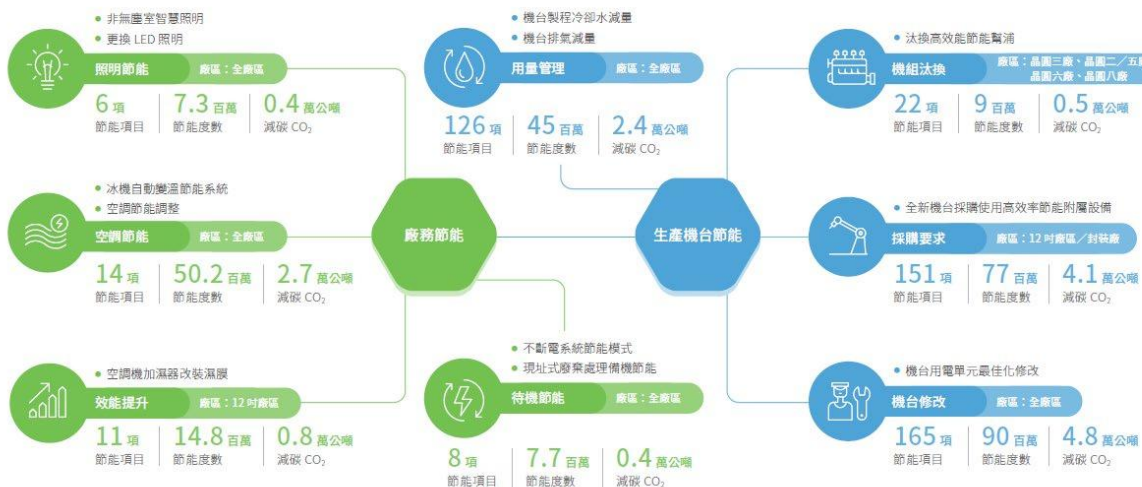 非無塵室智慧照明
更換 LED 照明
照明節能 廠區：全廠區
6 項 7.3 百萬 0.4 萬公噸
節能項目 節能度數 減碳 CO₂
冰機自動變溫節能系統
空調節能調整
空調節能 廠區：全廠區
14 項 50.2 百萬 2.7 萬公噸
節能項目 節能度數 減碳 CO₂
空調機加濕器改裝濕膜
效能提升 廠區：12 吋廠區
11 項 14.8 百萬 0.8 萬公噸
節能項目 節能度數 減碳 CO₂
廠務節能
不斷電系統節能模式
現址式廢棄處理備機節能
待機節能 廠區：全廠區
8 項 7.7 百萬 0.4 萬公噸
節能項目 節能度數 減碳 CO₂
機台製程冷卻水減量
機台排氣減量
用量管理 廠區：全廠區
126 項 45 百萬 2.4 萬公噸
節能項目 節能度數 減碳 CO₂
生產機台節能
汰換高效能節能幫浦
機組汰換 廠區：晶圓三廠、晶圓二／五廠
晶圓六廠、晶圓八廠
22 項 9 百萬 0.5 萬公噸
節能項目 節能度數 減碳 CO₂
全新機台採購使用高效率節能附屬設備
採購要求 廠區：12 吋廠區／封裝廠
151 項 77 百萬 4.1 萬公噸
節能項目 節能度數 減碳 CO₂
機台用電單元最佳化修改
機台修改 廠區：全廠區
165 項 90 百萬 4.8 萬公噸
節能項目 節能度數 減碳 CO₂